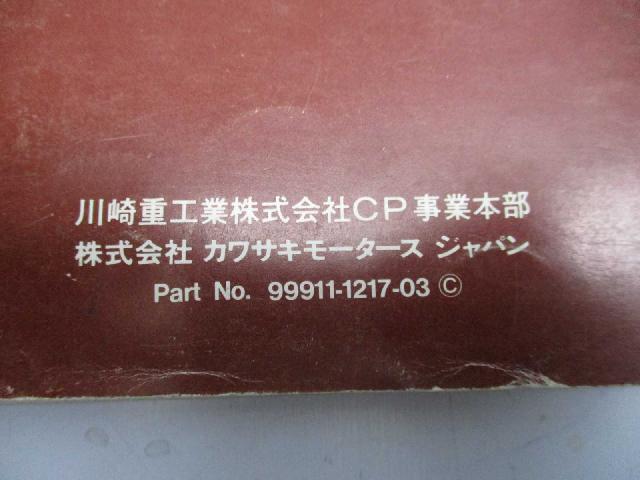 川崎重工業株式会社CP事業本部
株式会社 カワサキモータース ジャパン
Part No. 99911-1217-03 ©